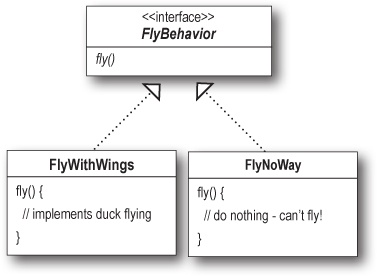 <<interface>>
FlyBehavior
fly()
FlyWithWings
fly() {
// implements duck flying
}
FlyNoWay
fly() {
// do nothing - can't fly!
}